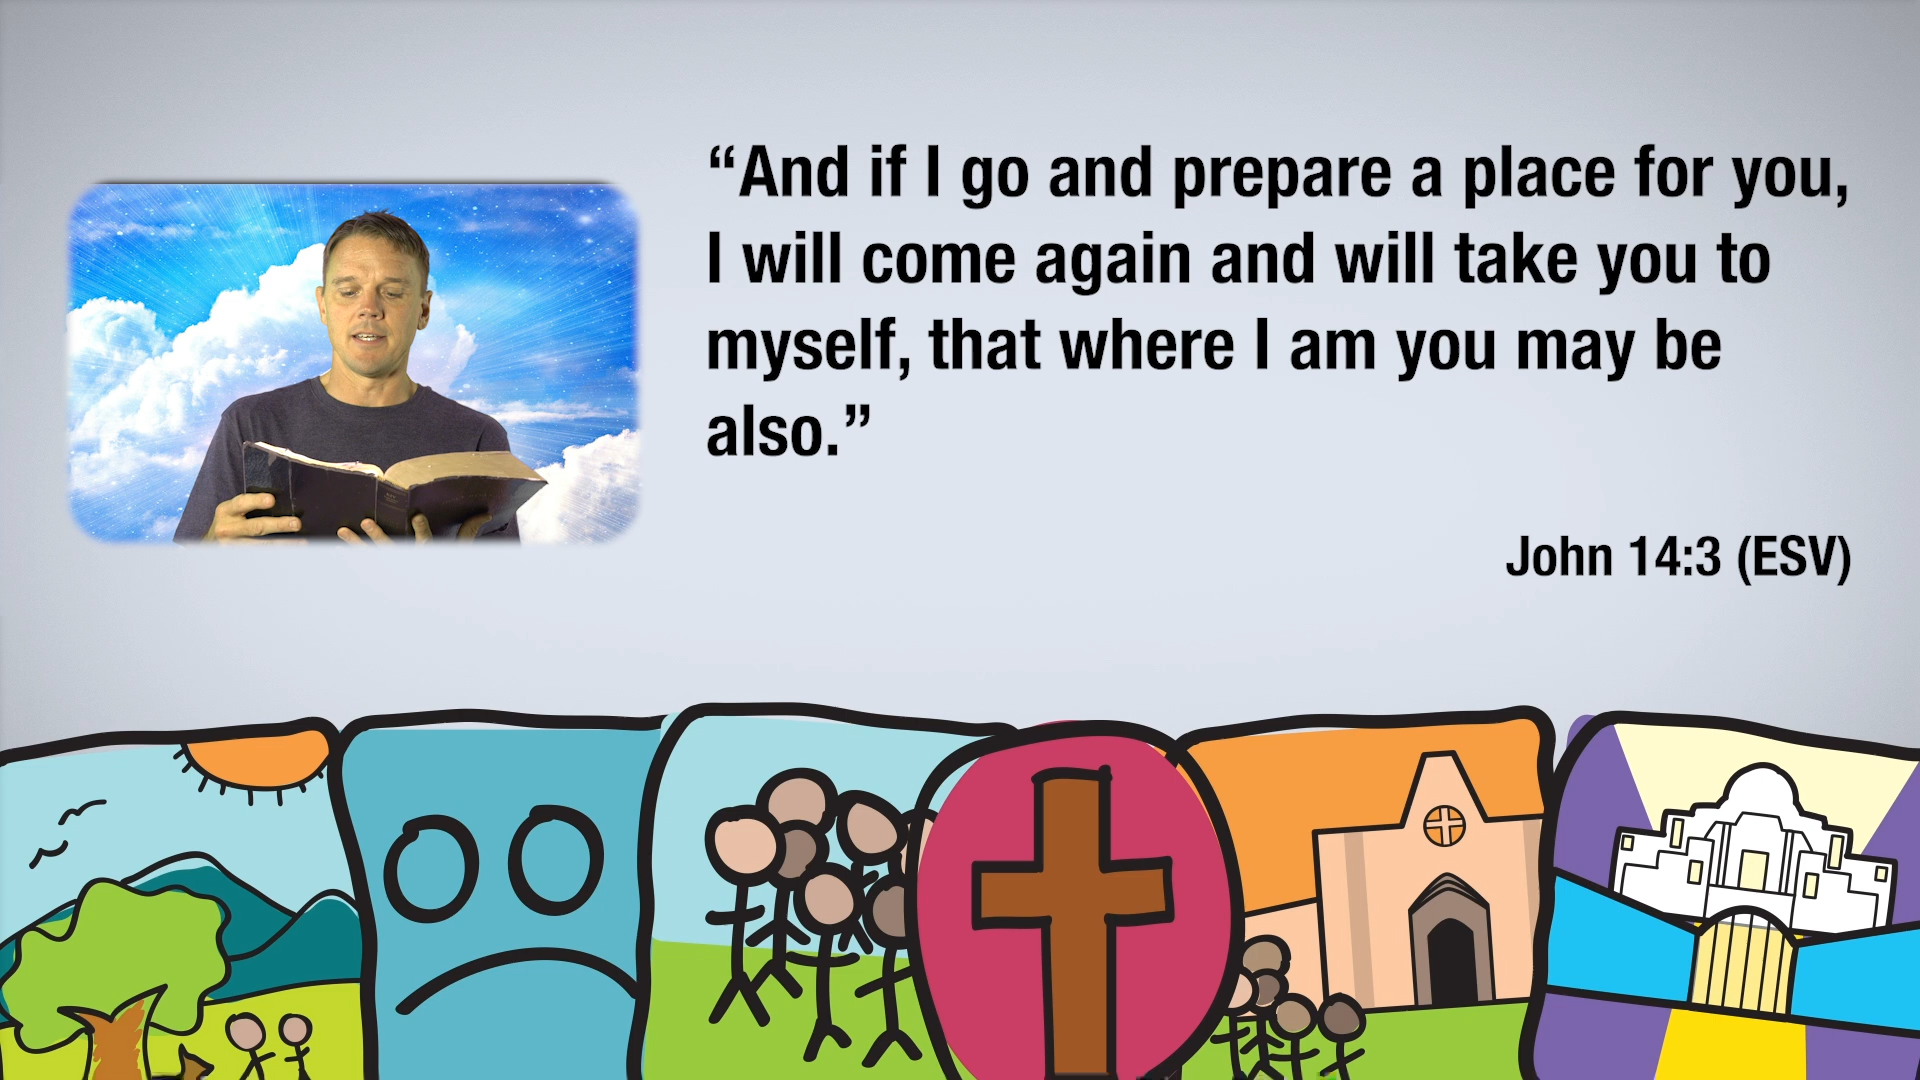 “And if I go and prepare a place for you,
I will come again and will take you to
myself, that where I am you may be
also.”
John 14:3 (ESV)